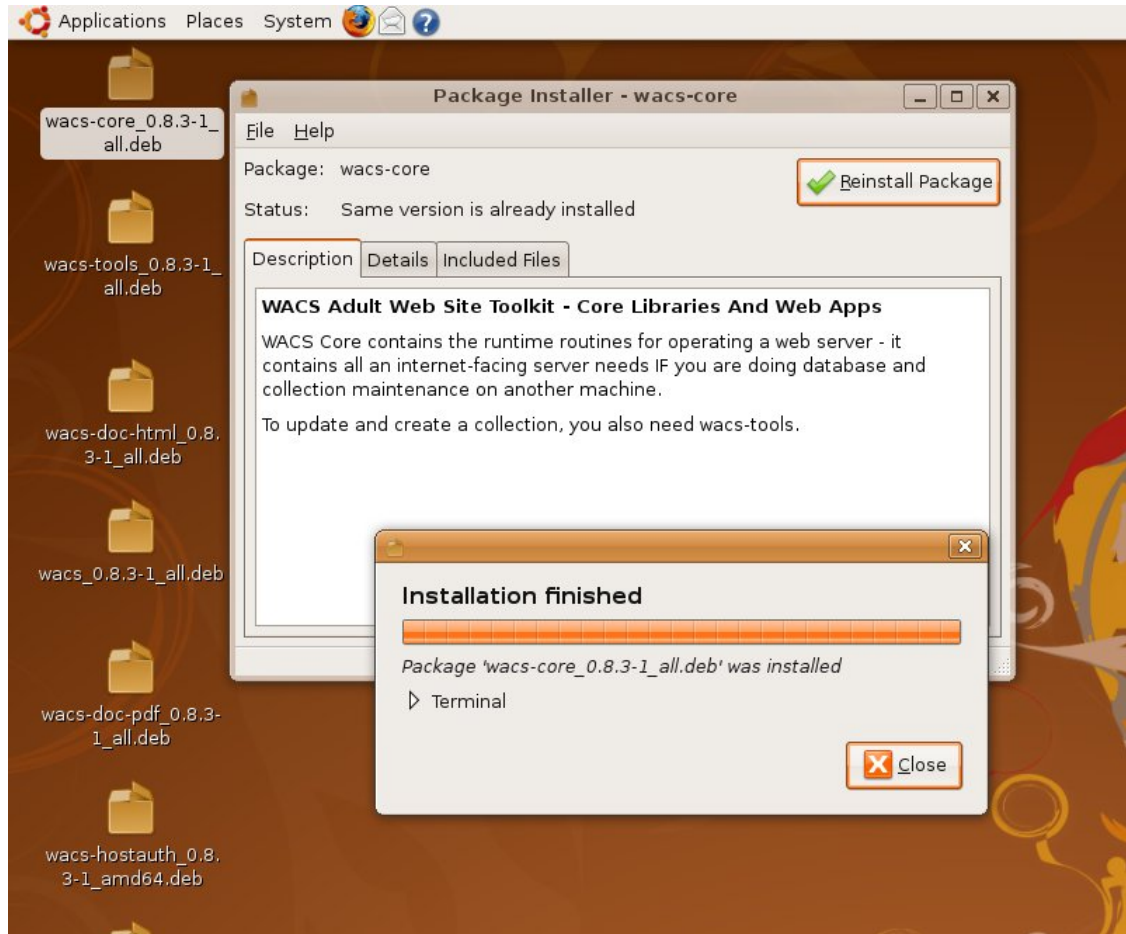 Applications Places System
wacs-core_0.8.3-1_
all.deb
wacs-tools_0.8.3-1_
all.deb
wacs-doc-html_0.8.
3-1_all.deb
wacs_0.8.3-1_all.deb
wacs-doc-pdf_0.8.3-
1_all.deb
wacs-hostauth_0.8.
3-1_amd64.deb
Package Installer - wacs-core
File Help
Package: wacs-core
Reinstall Package
Status: Same version is already installed
Description Details Included Files
WACS Adult Web Site Toolkit - Core Libraries And Web Apps
WACS Core contains the runtime routines for operating a web server - it
contains all an internet-facing server needs IF you are doing database and
collection maintenance on another machine.
To update and create a collection, you also need wacs-tools.
Installation finished
Package 'wacs-core_0.8.3-1_all.deb' was installed
Terminal
Close